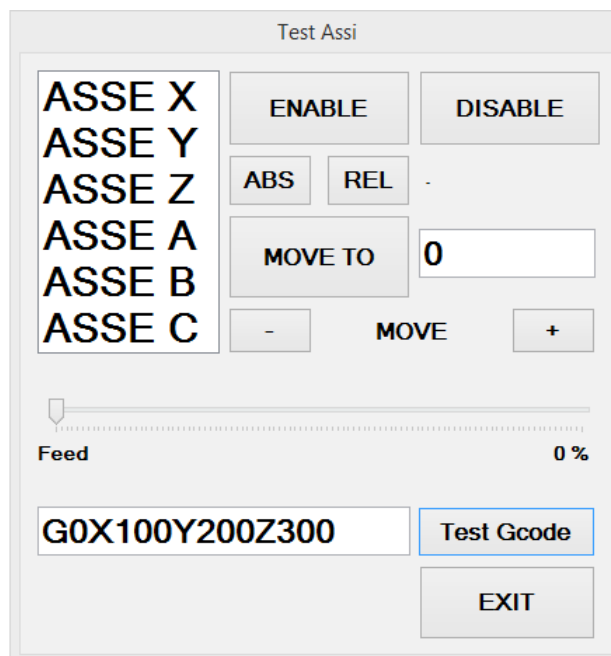 Test Assi
ASSE X
ASSE Y
ASSE Z
ASSE A
ASSE B
ASSE C
ENABLE
DISABLE
ABS
REL
-
MOVE TO
0
-
MOVE
+
Feed
0 %
G0X100Y200Z300
Test Gcode
EXIT